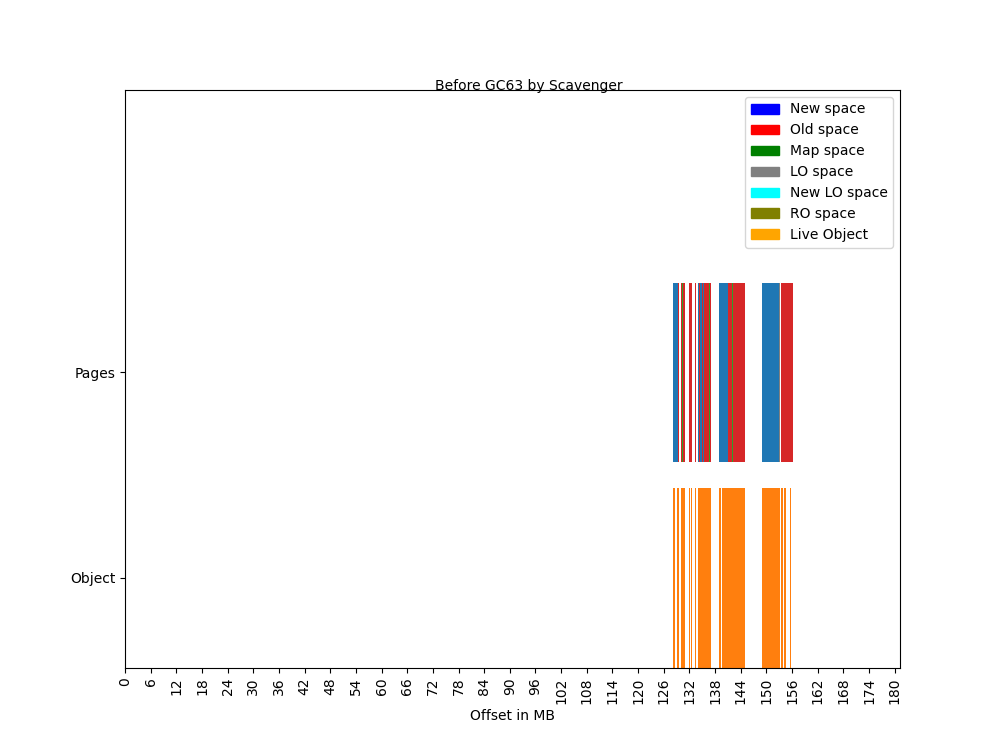 Before GC63 by Scavenger
New space
Old space
Map space
LO space
New LO space
RO space
Live Object
Pages
Object
0 6 12 18 24 30 36 42 48 54 60 66 72 78 84 90 96 102 108 114 120 126 132 138 144 150 156 162 168 174 180
Offset in MB